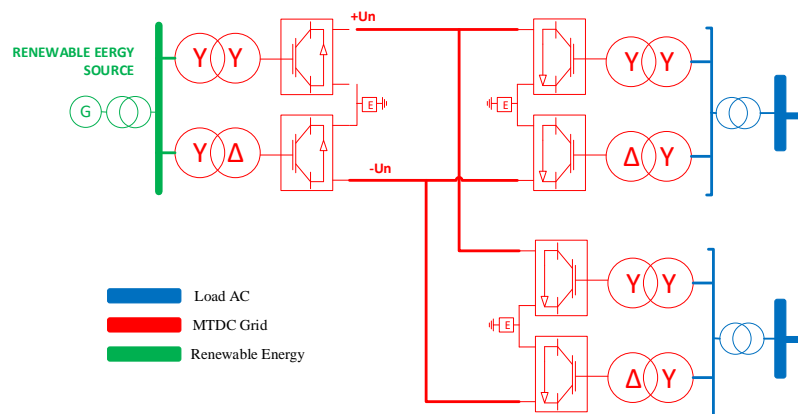 +Un
RENEWABLE EERGY
SOURCE
Y Y
Y Y
E
E
G
Y Δ
Δ Y
-Un
Y Y
E
Δ Y
Load AC
MTDC Grid
Renewable Energy